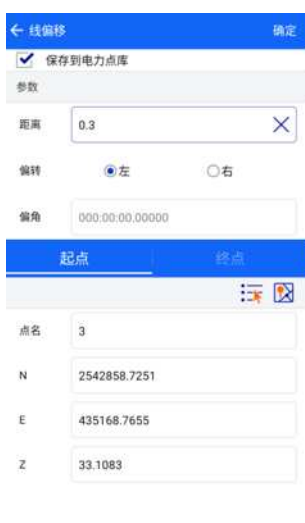 ← 线偏移 确定
保存到电力点库
参数
距离 0.3
偏转 左 右
偏角 000:00:00.00000
起点 终点
点名 3
N 2542858.7251
E 435168.7655
Z 33.1083